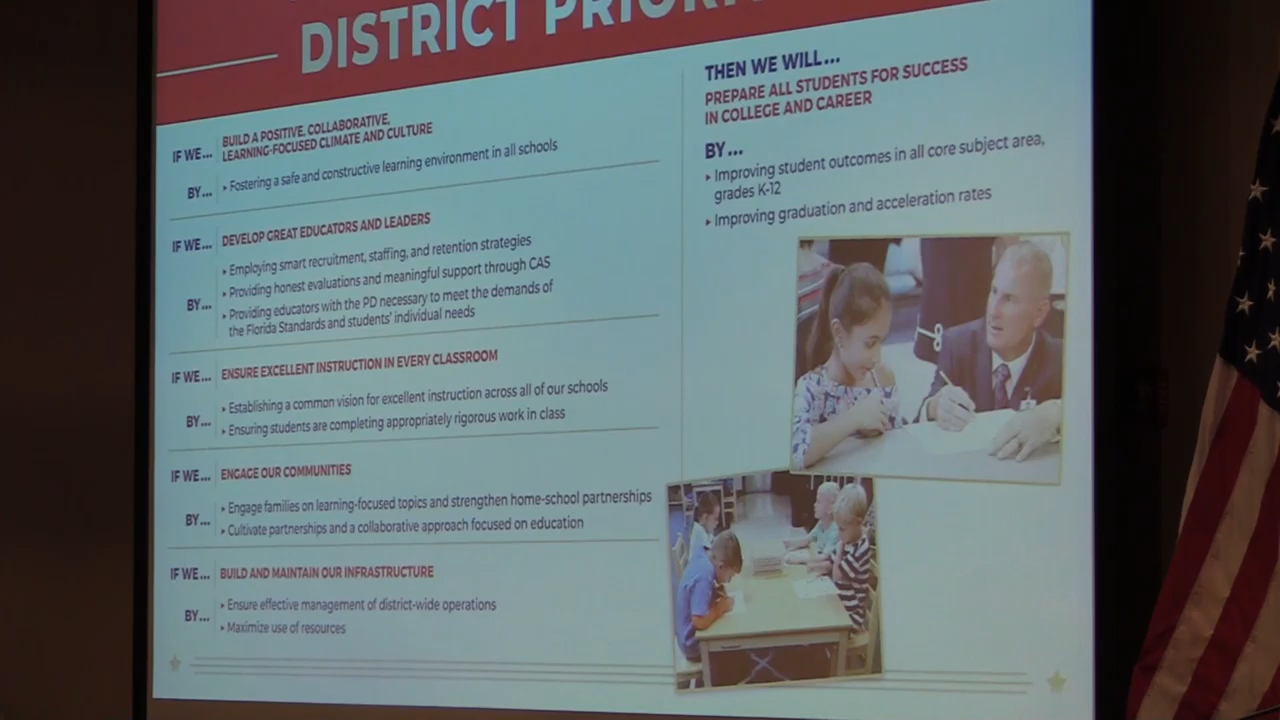 DISTRICT
IF WE...
BUILD A POSITIVE, COLLABORATIVE,
LEARNING-FOCUSED CLIMATE AND CULTURE
BY...
▸ Fostering a safe and constructive learning environment in all schools
IF WE...
DEVELOP GREAT EDUCATORS AND LEADERS
BY...
▸ Employing smart recruitment, staffing, and retention strategies
▸ Providing honest evaluations and meaningful support through CAS
▸ Providing educators with the PD necessary to meet the demands of
the Florida Standards and students' individual needs
IF WE...
ENSURE EXCELLENT INSTRUCTION IN EVERY CLASSROOM
BY...
▸ Establishing a common vision for excellent instruction across all of our schools
▸ Ensuring students are completing appropriately rigorous work in class
IF WE...
ENGAGE OUR COMMUNITIES
BY...
▸ Engage families on learning-focused topics and strengthen home-school partnerships
▸ Cultivate partnerships and a collaborative approach focused on education
IF WE...
BUILD AND MAINTAIN OUR INFRASTRUCTURE
BY...
▸ Ensure effective management of district-wide operations
▸ Maximize use of resources
THEN WE WILL...
PREPARE ALL STUDENTS FOR SUCCESS
IN COLLEGE AND CAREER
BY...
▸ Improving student outcomes in all core subject area,
grades K-12
▸ Improving graduation and acceleration rates